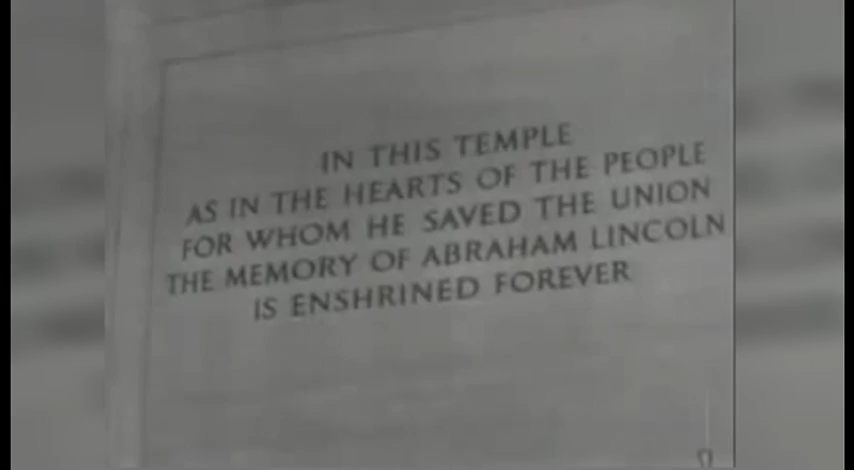 IN THIS TEMPLE
AS IN THE HEARTS OF THE PEOPLE
FOR WHOM HE SAVED THE UNION
THE MEMORY OF ABRAHAM LINCOLN
IS ENSHRINED FOREVER